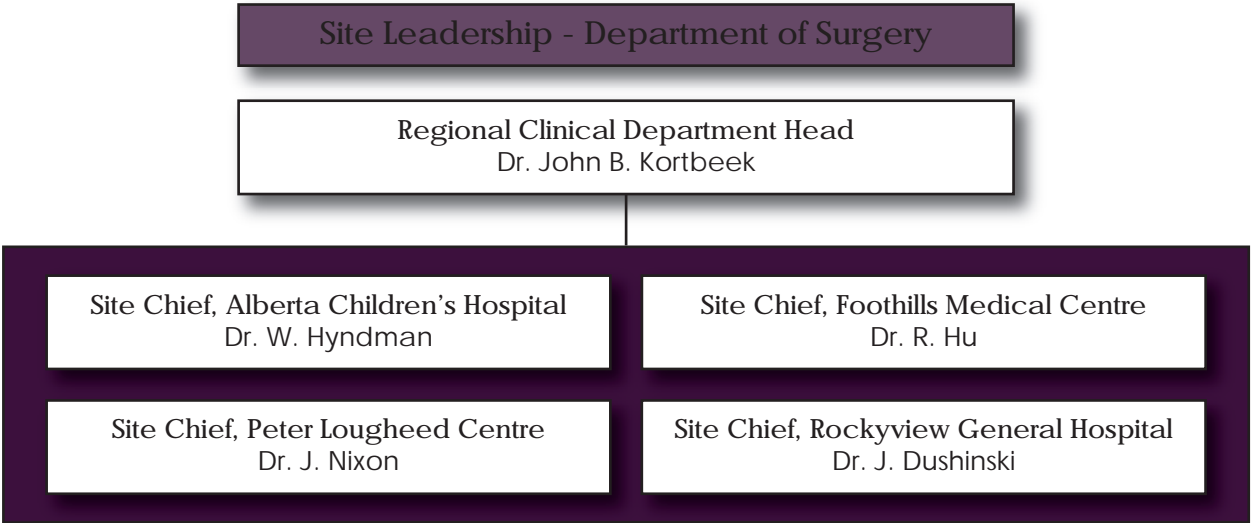 Site Leadership - Department of Surgery
Regional Clinical Department Head
Dr. John B. Kortbeek
Site Chief, Alberta Children's Hospital
Dr. W. Hyndman
Site Chief, Foothills Medical Centre
Dr. R. Hu
Site Chief, Peter Lougheed Centre
Dr. J. Nixon
Site Chief, Rockyview General Hospital
Dr. J. Dushinski